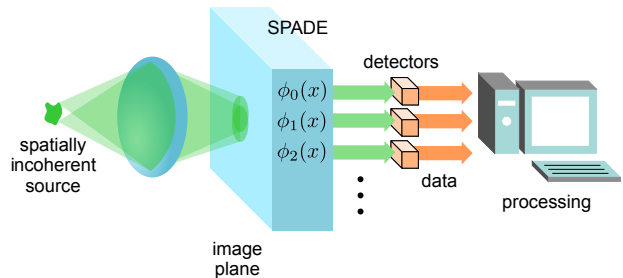 SPADE
detectors
ϕ₀(x)
ϕ₁(x)
ϕ₂(x)
spatially
incoherent
source
data
processing
image
plane